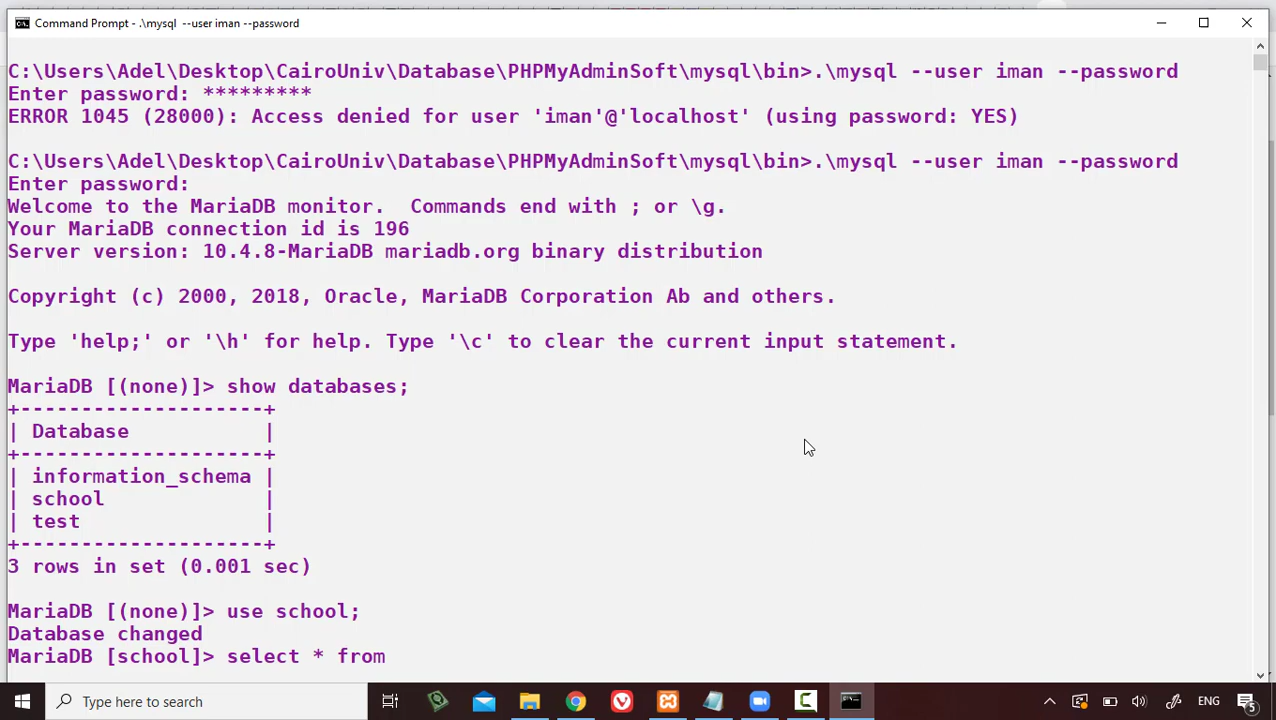 Command Prompt - .\mysql --user iman --password
C:\Users\Adel\Desktop\CairoUniv\Database\PHPMyAdminSoft\mysql\bin>.\mysql --user iman --password
Enter password: *********
ERROR 1045 (28000): Access denied for user 'iman'@'localhost' (using password: YES)
C:\Users\Adel\Desktop\CairoUniv\Database\PHPMyAdminSoft\mysql\bin>.\mysql --user iman --password
Enter password:
Welcome to the MariaDB monitor.  Commands end with ; or \g.
Your MariaDB connection id is 196
Server version: 10.4.8-MariaDB mariadb.org binary distribution
Copyright (c) 2000, 2018, Oracle, MariaDB Corporation Ab and others.
Type 'help;' or '\h' for help. Type '\c' to clear the current input statement.
MariaDB [(none)]> show databases;
+--------------------+
| Database           |
+--------------------+
| information_schema |
| school             |
| test               |
+--------------------+
3 rows in set (0.001 sec)
MariaDB [(none)]> use school;
Database changed
MariaDB [school]> select * from
Type here to search
ENG
5